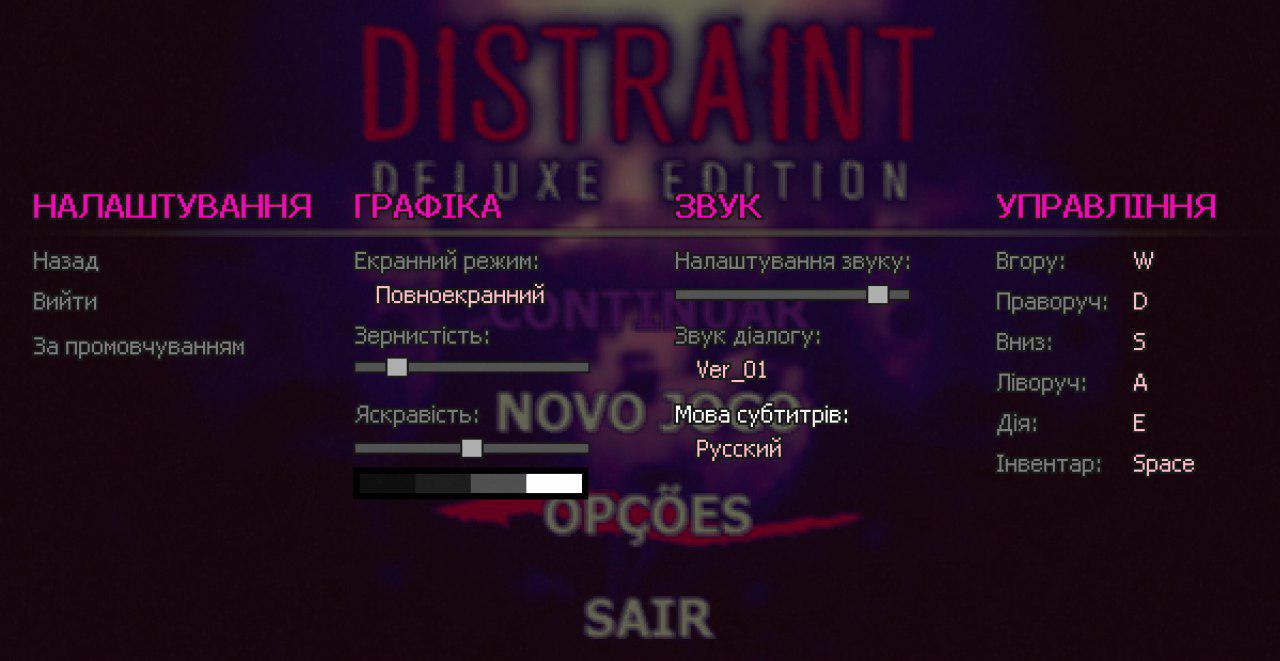 DISTRAINT
DELUXE EDITION
НАЛАШТУВАННЯ
Назад
Вийти
За промовчуванням
ГРАФІКА
Екранний режим:
Повноекранний
Зернистість:
Яскравість:
ЗВУК
Налаштування звуку:
Звук діалогу:
Ver_01
Мова субтитрів:
Русский
УПРАВЛІННЯ
Вгору: W
Праворуч: D
Вниз: S
Ліворуч: A
Дія: E
Інвентар: Space
CONTINUAR
NOVO JOGO
OPÇÕES
SAIR